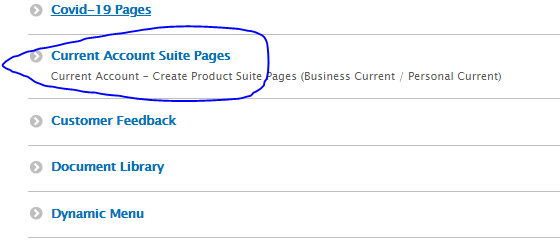 Covid-19 Pages
Current Account Suite Pages
Current Account - Create Product Suite Pages (Business Current / Personal Current)
Customer Feedback
Document Library
Dynamic Menu